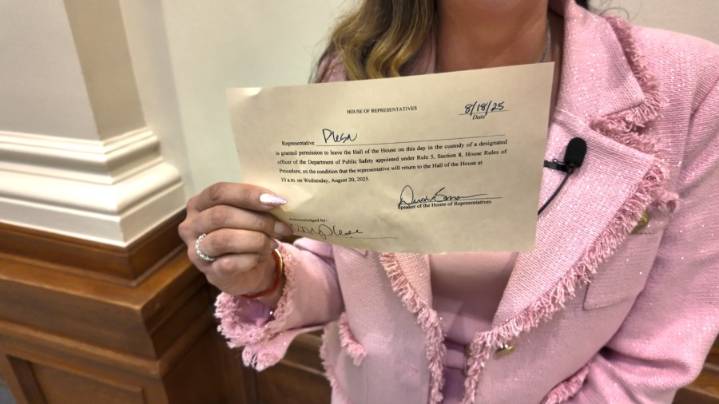 HOUSE OF REPRESENTATIVES
8/18/25
Date
Representative Plesa
is granted permission to leave the Hall of the House on this day in the custody of a designated
officer of the Department of Public Safety appointed under Rule 5, Section 8, House Rules of
Procedure, on the condition that the representative will return to the Hall of the House at
10 a.m. on Wednesday, August 20, 2025.
Speaker of the House of Representatives
by:
Plesa